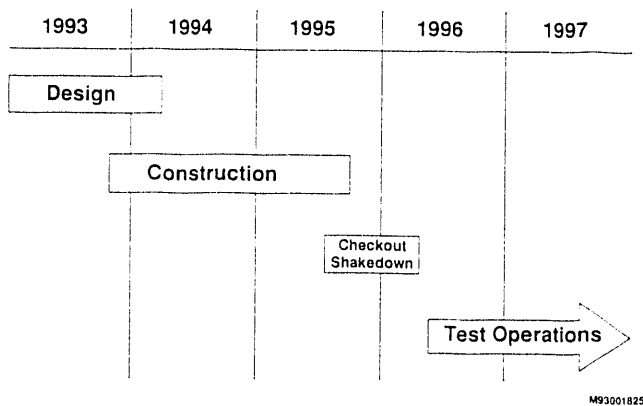 1993 1994 1995 1996 1997
Design
Construction
Checkout
Shakedown
Test Operations
M93001825